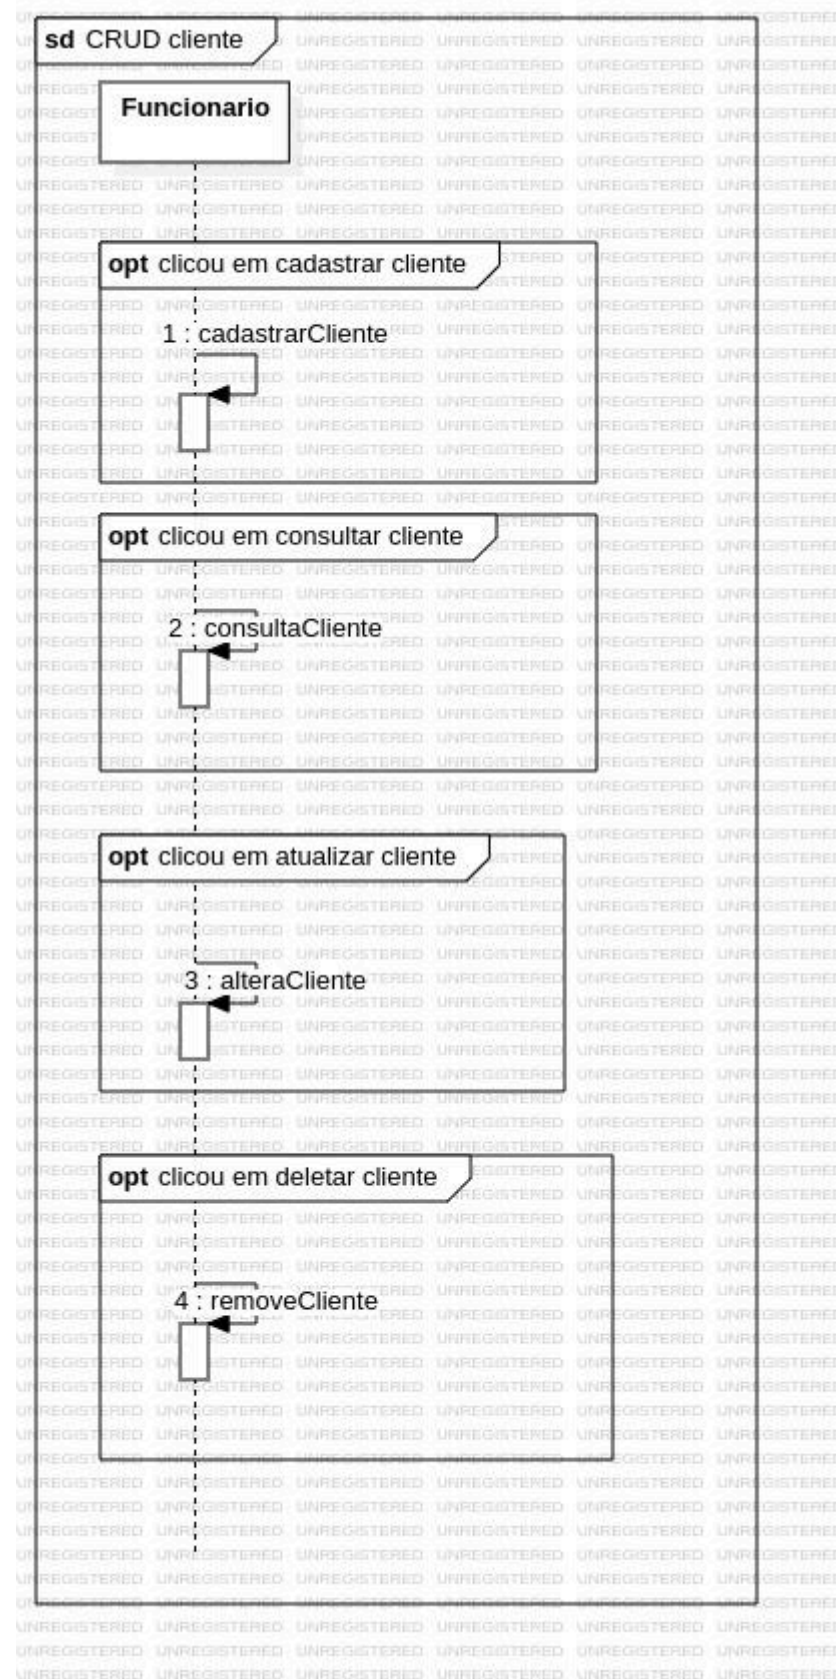 sd CRUD cliente
Funcionario
opt clicou em cadastrar cliente
1 : cadastrarCliente
opt clicou em consultar cliente
2 : consultaCliente
opt clicou em atualizar cliente
3 : alteraCliente
opt clicou em deletar cliente
4 : removeCliente